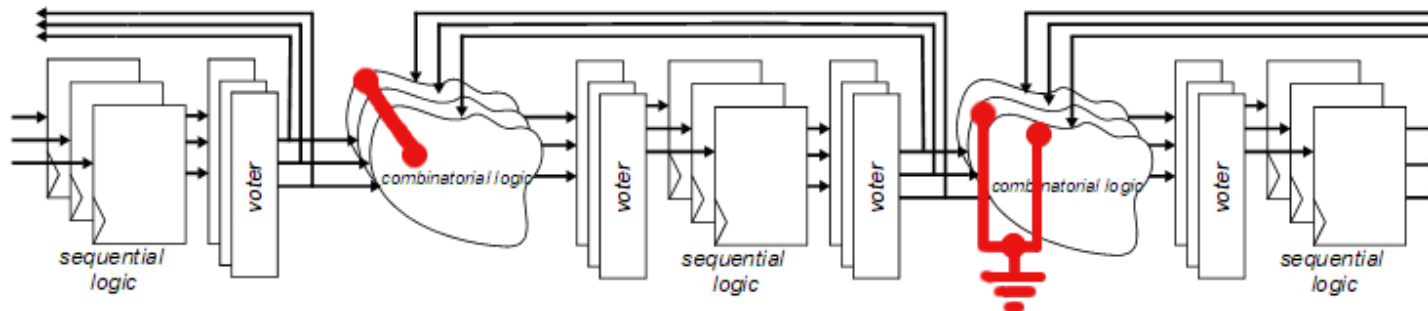 sequential
logic
voter
combinatorial logic
voter
sequential
logic
voter
combinatorial logic
voter
sequential
logic